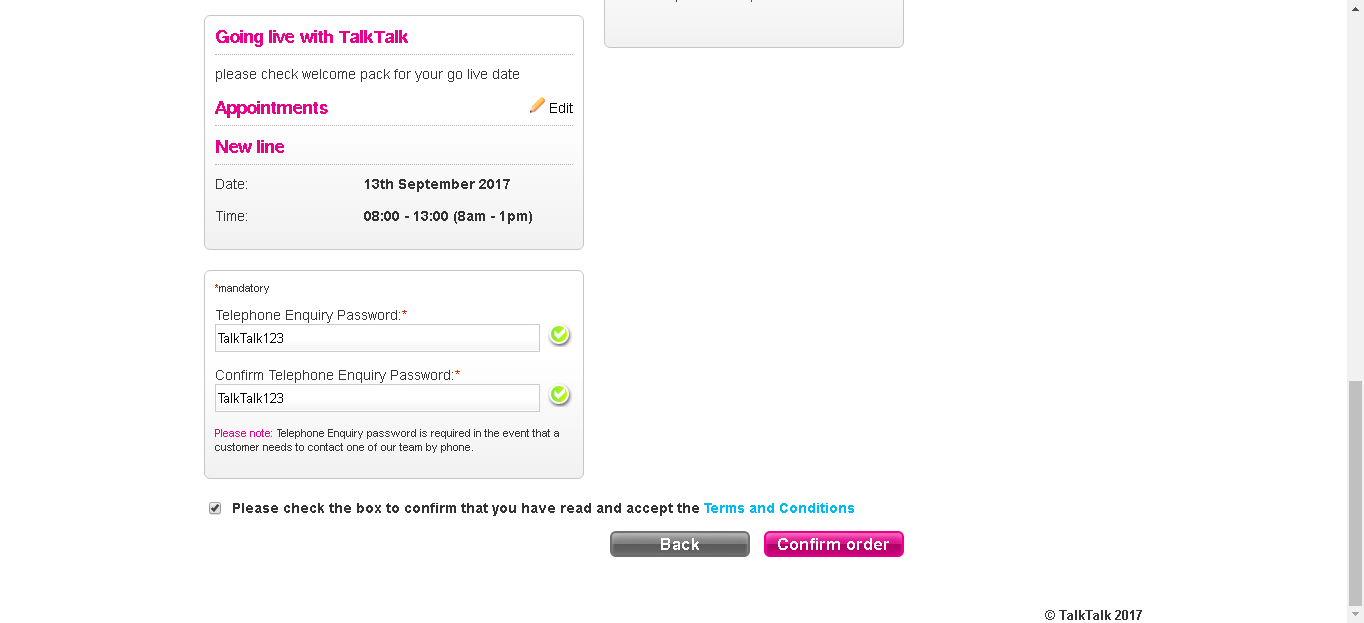 Going live with TalkTalk
please check welcome pack for your go live date
Appointments
Edit
New line
Date: 13th September 2017
Time: 08:00 - 13:00 (8am - 1pm)
*mandatory
Telephone Enquiry Password:*
TalkTalk123
Confirm Telephone Enquiry Password:*
TalkTalk123
Please note: Telephone Enquiry password is required in the event that a
customer needs to contact one of our team by phone.
Please check the box to confirm that you have read and accept the Terms and Conditions
Back Confirm order
© TalkTalk 2017